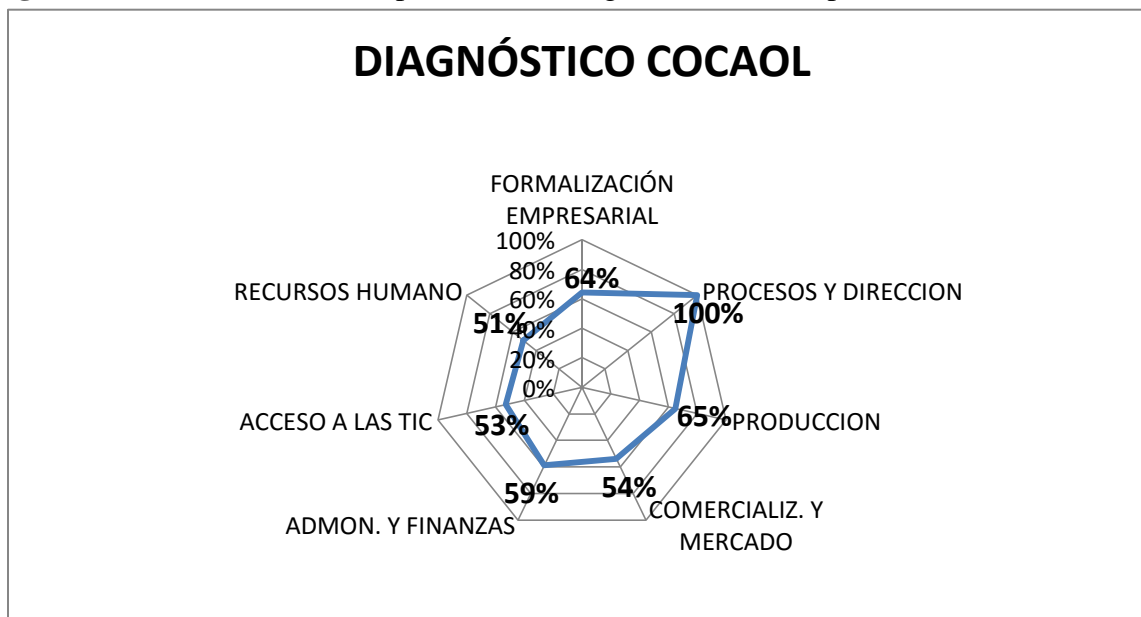 DIAGNÓSTICO COCAOL
FORMALIZACIÓN
EMPRESARIAL
100%
80%
64%
60%
40%
20%
0%
PROCESOS Y DIRECCION
100%
PRODUCCION
65%
COMERCIALIZ. Y
MERCADO
54%
ADMON. Y FINANZAS
59%
ACCESO A LAS TIC
53%
RECURSOS HUMANO
51%